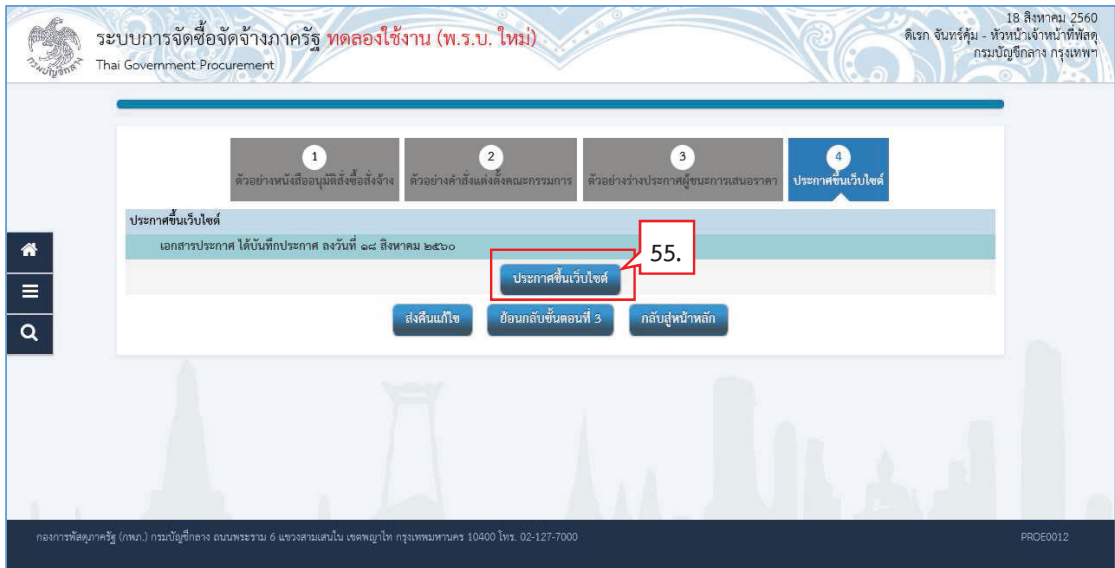 ระบบการจัดซื้อจัดจ้างภาครัฐ ทดลองใช้งาน (พ.ร.บ. ใหม่)
Thai Government Procurement
18 สิงหาคม 2560
ดิเรก จันทร์คุ้ม - หัวหน้าเจ้าหน้าที่พัสดุ
กรมบัญชีกลาง กรุงเทพฯ
กรมบัญชีกลาง
1
ตัวอย่างหนังสืออนุมัติสั่งซื้อสั่งจ้าง
2
ตัวอย่างคำสั่งแต่งตั้งคณะกรรมการ
3
ตัวอย่างร่างประกาศผู้ชนะการเสนอราคา
4
ประกาศขึ้นเว็บไซต์
ประกาศขึ้นเว็บไซต์
เอกสารประกาศ ได้บันทึกประกาศ ลงวันที่ ๑๘ สิงหาคม ๒๕๖๐
55.
ประกาศขึ้นเว็บไซต์
ส่งคืนแก้ไข ย้อนกลับขั้นตอนที่ 3 กลับสู่หน้าหลัก
กองการพัสดุภาครัฐ (กพภ.) กรมบัญชีกลาง ถนนพระราม 6 แขวงสามเสนใน เขตพญาไท กรุงเทพมหานคร 10400 โทร. 02-127-7000 PROE0012